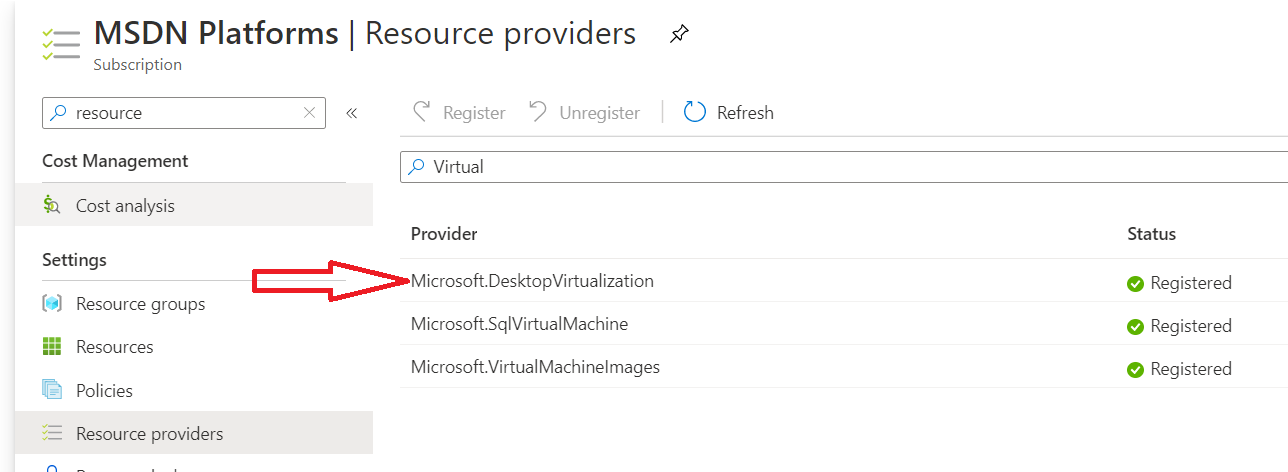 MSDN Platforms | Resource providers
Subscription
resource
«
Register Unregister Refresh
Cost Management
Virtual
Cost analysis
Provider Status
Settings
Microsoft.DesktopVirtualization Registered
Resource groups
Microsoft.SqlVirtualMachine Registered
Resources
Microsoft.VirtualMachineImages Registered
Policies
Resource providers